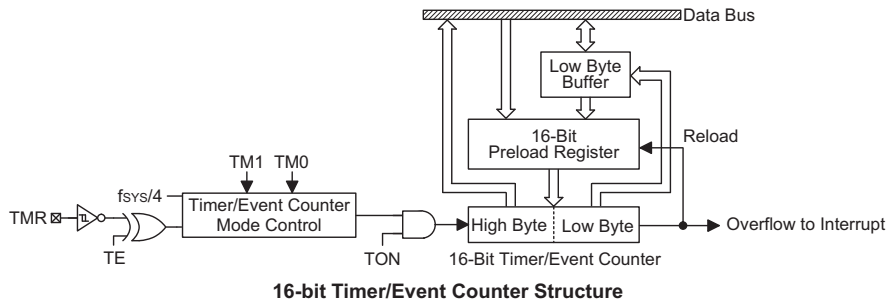 Data Bus
Low Byte
Buffer
16-Bit
Preload Register
Reload
TM1 TM0
fSYS/4
Timer/Event Counter
Mode Control
TMR
TE
TON
High Byte Low Byte
Overflow to Interrupt
16-Bit Timer/Event Counter
16-bit Timer/Event Counter Structure